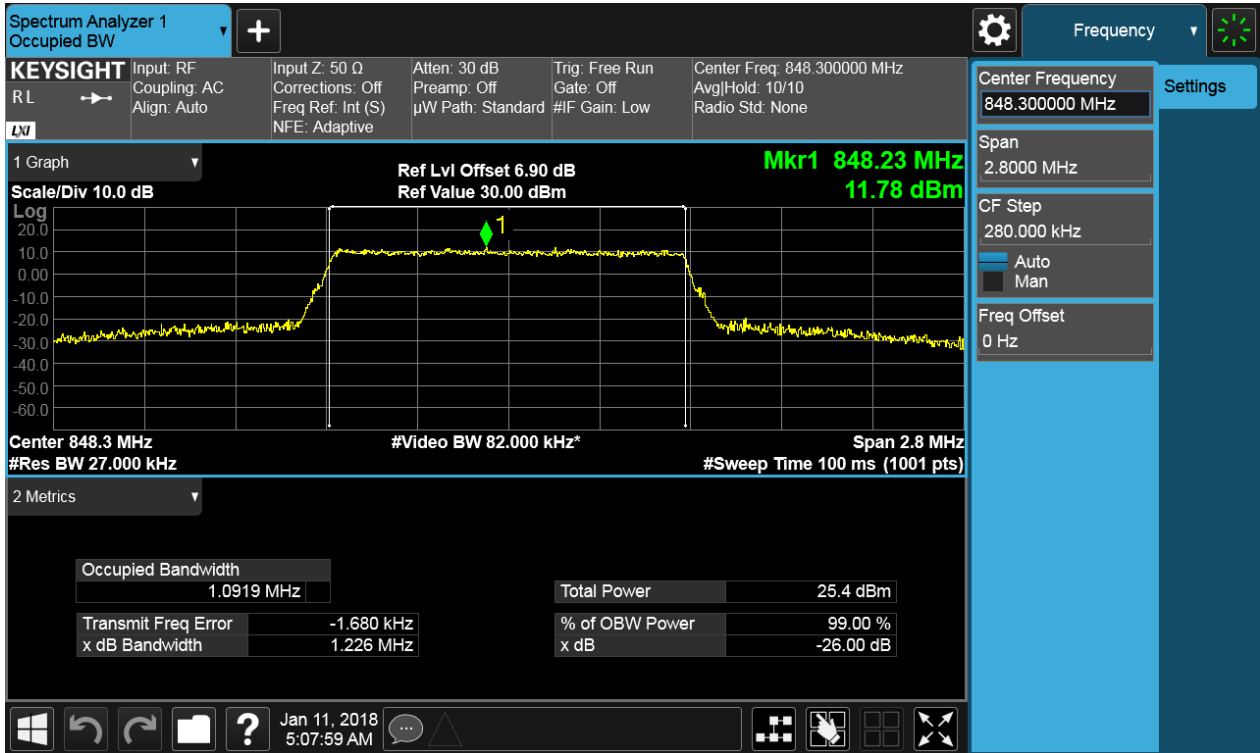 Spectrum Analyzer 1
Occupied BW
+
Frequency
KEYSIGHT
RL
LXI
Input: RF
Coupling: AC
Align: Auto
Input Z: 50 Ω
Corrections: Off
Freq Ref: Int (S)
NFE: Adaptive
Atten: 30 dB
Preamp: Off
µW Path: Standard
Trig: Free Run
Gate: Off
#IF Gain: Low
Center Freq: 848.300000 MHz
Avg|Hold: 10/10
Radio Std: None
Center Frequency
848.300000 MHz
Settings
Span
2.8000 MHz
CF Step
280.000 kHz
Auto
Man
Freq Offset
0 Hz
1 Graph
Scale/Div 10.0 dB
Ref Lvl Offset 6.90 dB
Ref Value 30.00 dBm
Mkr1 848.23 MHz
11.78 dBm
Log
1
20.0
10.0
0.00
-10.0
-20.0
-30.0
-40.0
-50.0
-60.0
Center 848.3 MHz
#Res BW 27.000 kHz
#Video BW 82.000 kHz*
Span 2.8 MHz
#Sweep Time 100 ms (1001 pts)
2 Metrics
Occupied Bandwidth
1.0919 MHz
Total Power 25.4 dBm
Transmit Freq Error -1.680 kHz
% of OBW Power 99.00 %
x dB Bandwidth 1.226 MHz
x dB -26.00 dB
?
Jan 11, 2018
5:07:59 AM